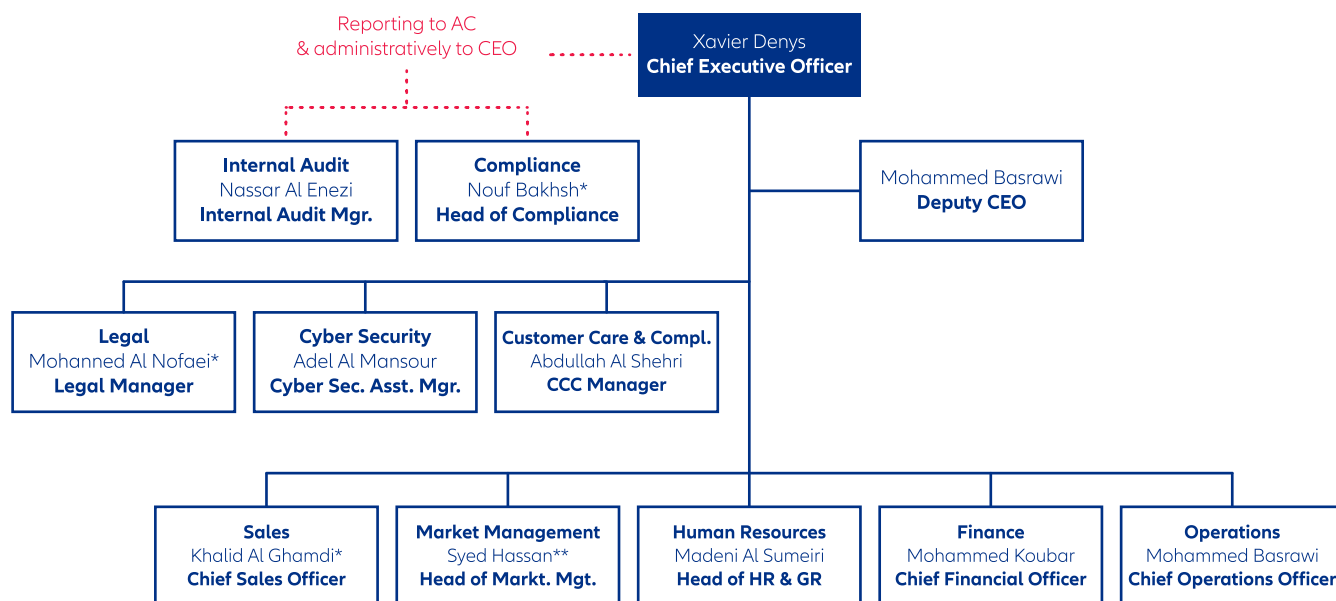 Reporting to AC
& administratively to CEO
Xavier Denys
Chief Executive Officer
Internal Audit
Nassar Al Enezi
Internal Audit Mgr.
Compliance
Nouf Bakhsh*
Head of Compliance
Mohammed Basrawi
Deputy CEO
Legal
Mohanned Al Nofaei*
Legal Manager
Cyber Security
Adel Al Mansour
Cyber Sec. Asst. Mgr.
Customer Care & Compl.
Abdullah Al Shehri
CCC Manager
Sales
Khalid Al Ghamdi*
Chief Sales Officer
Market Management
Syed Hassan**
Head of Markt. Mgt.
Human Resources
Madeni Al Sumeiri
Head of HR & GR
Finance
Mohammed Koubar
Chief Financial Officer
Operations
Mohammed Basrawi
Chief Operations Officer